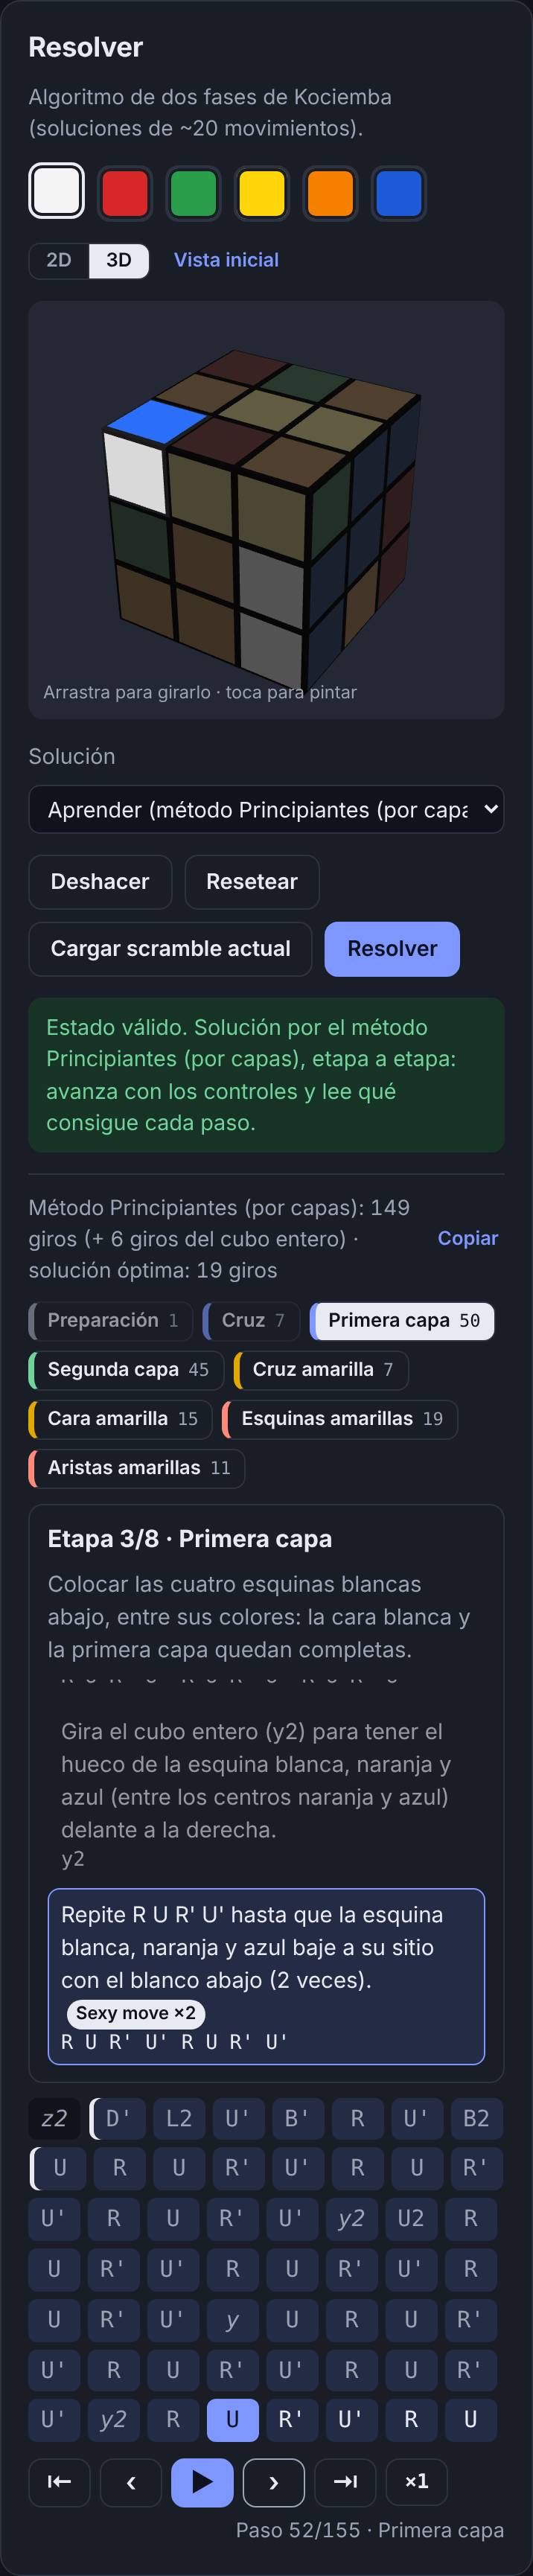 Resolver
Algoritmo de dos fases de Kociemba
(soluciones de ~20 movimientos).
2D 3D Vista inicial
Arrastra para girarlo · toca para pintar
Solución
Aprender (método Principiantes (por capa
Deshacer Resetear
Cargar scramble actual Resolver
Estado válido. Solución por el método
Principiantes (por capas), etapa a etapa:
avanza con los controles y lee qué
consigue cada paso.
Método Principiantes (por capas): 149
giros (+ 6 giros del cubo entero) ·
solución óptima: 19 giros
Copiar
Preparación 1 Cruz 7 Primera capa 50
Segunda capa 45 Cruz amarilla 7
Cara amarilla 15 Esquinas amarillas 19
Aristas amarillas 11
Etapa 3/8 · Primera capa
Colocar las cuatro esquinas blancas
abajo, entre sus colores: la cara blanca y
la primera capa quedan completas.
Gira el cubo entero (y2) para tener el
hueco de la esquina blanca, naranja y
azul (entre los centros naranja y azul)
delante a la derecha.
y2
Repite R U R' U' hasta que la esquina
blanca, naranja y azul baje a su sitio
con el blanco abajo (2 veces).
Sexy move ×2
R U R' U' R U R' U'
z2 D' L2 U' B' R U' B2
U R U R' U' R U R'
U' R U R' U' y2 U2 R
U R' U' R U R' U' R
U R' U' y U R U R'
U' R U R' U' R U R'
U' y2 R U R' U' R U
×1
Paso 52/155 · Primera capa